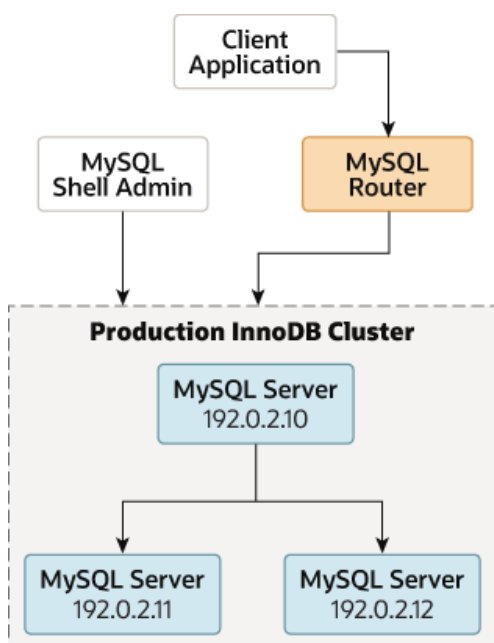 Client
Application
MySQL
Shell Admin
MySQL
Router
Production InnoDB Cluster
MySQL Server
192.0.2.10
MySQL Server
192.0.2.11
MySQL Server
192.0.2.12